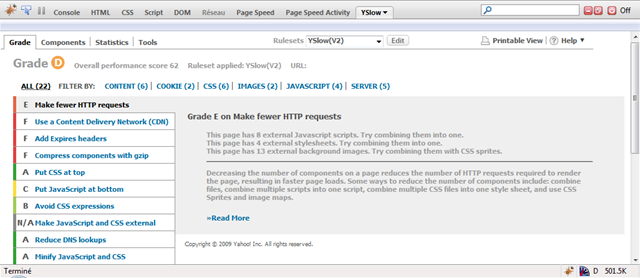 Console HTML CSS Script DOM Réseau Page Speed Page Speed Activity YSlow Off
Grade Components Statistics Tools Rulesets YSlow(V2) Edit Printable View Help
Grade D Overall performance score 62 Ruleset applied: YSlow(V2) URL:
ALL (22) FILTER BY: CONTENT (6) COOKIE (2) CSS (6) IMAGES (2) JAVASCRIPT (4) SERVER (5)
E Make fewer HTTP requests
F Use a Content Delivery Network (CDN)
F Add Expires headers
F Compress components with gzip
A Put CSS at top
C Put JavaScript at bottom
B Avoid CSS expressions
N/A Make JavaScript and CSS external
A Reduce DNS lookups
A Minify JavaScript and CSS
Grade E on Make fewer HTTP requests
This page has 8 external Javascript scripts. Try combining them into one.
This page has 4 external stylesheets. Try combining them into one.
This page has 13 external background images. Try combining them with CSS sprites.
Decreasing the number of components on a page reduces the number of HTTP requests required to
render the page, resulting in faster page loads. Some ways to reduce the number of components include: combine
files, combine multiple scripts into one script, combine multiple CSS files into one style sheet, and use CSS
Sprites and image maps.
»Read More
Copyright © 2009 Yahoo! Inc. All rights reserved.
Terminé D 501.5K